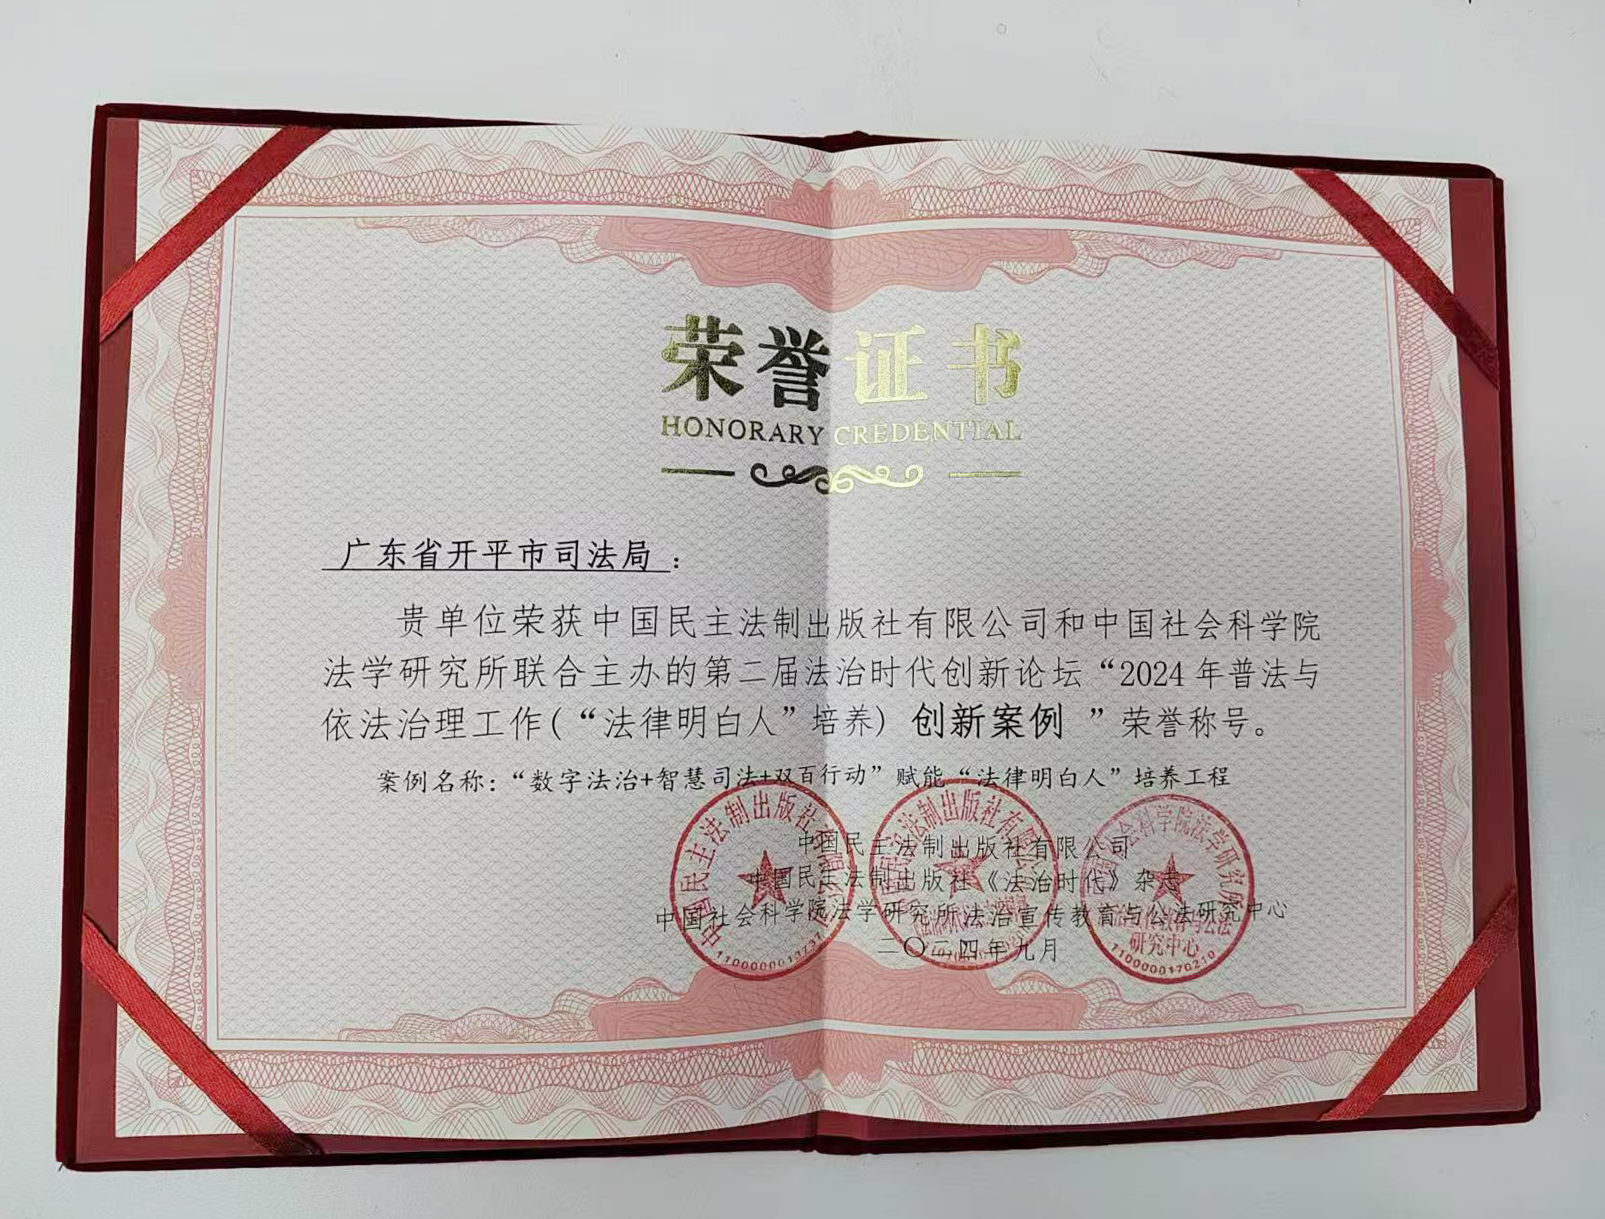 荣誉证书
HONORARY CREDENTIAL
广东省开平市司法局：
贵单位荣获中国民主法制出版社有限公司和中国社会科学院
法学研究所联合主办的第二届法治时代创新论坛“2024年普法与
依法治理工作(“法律明白人”培养）创新案例 ”荣誉称号。
案例名称：“数字法治+智慧司法+双百行动”赋能“法律明白人”培养工程
中国民主法制出版社有限公司
中国民主法制出版社《法治时代》杂志
中国社会科学院法学研究所法治宣传教育与公法研究中心
二〇二四年九月
研究中心
1100000170210